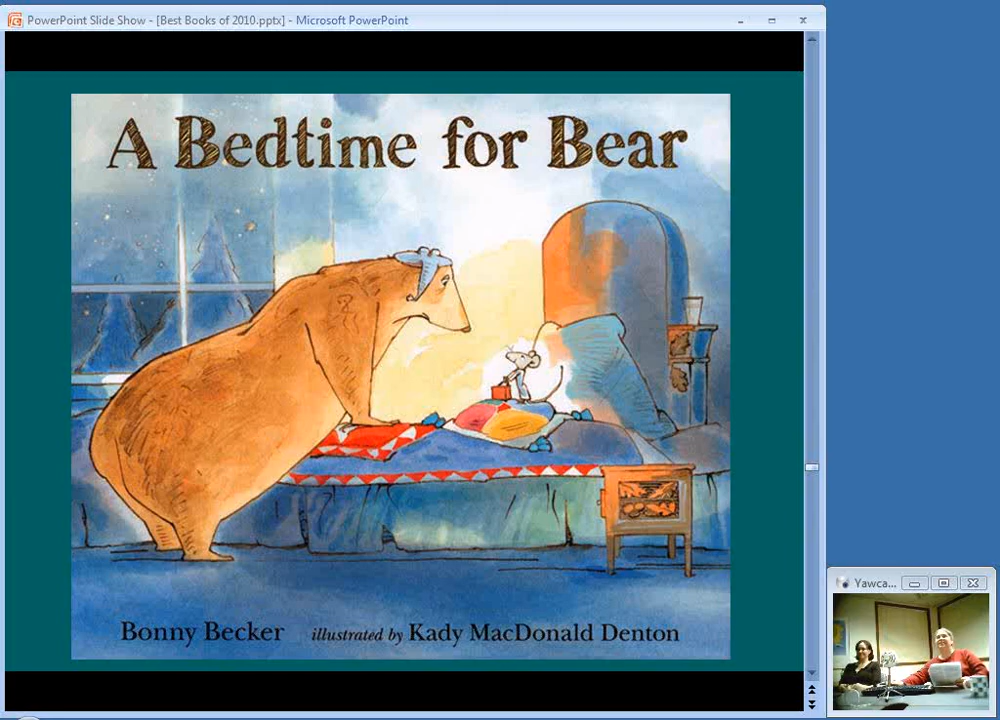 PowerPoint Slide Show - [Best Books of 2010.pptx] - Microsoft PowerPoint
A Bedtime for Bear
Bonny Becker illustrated by Kady MacDonald Denton
Yawca...